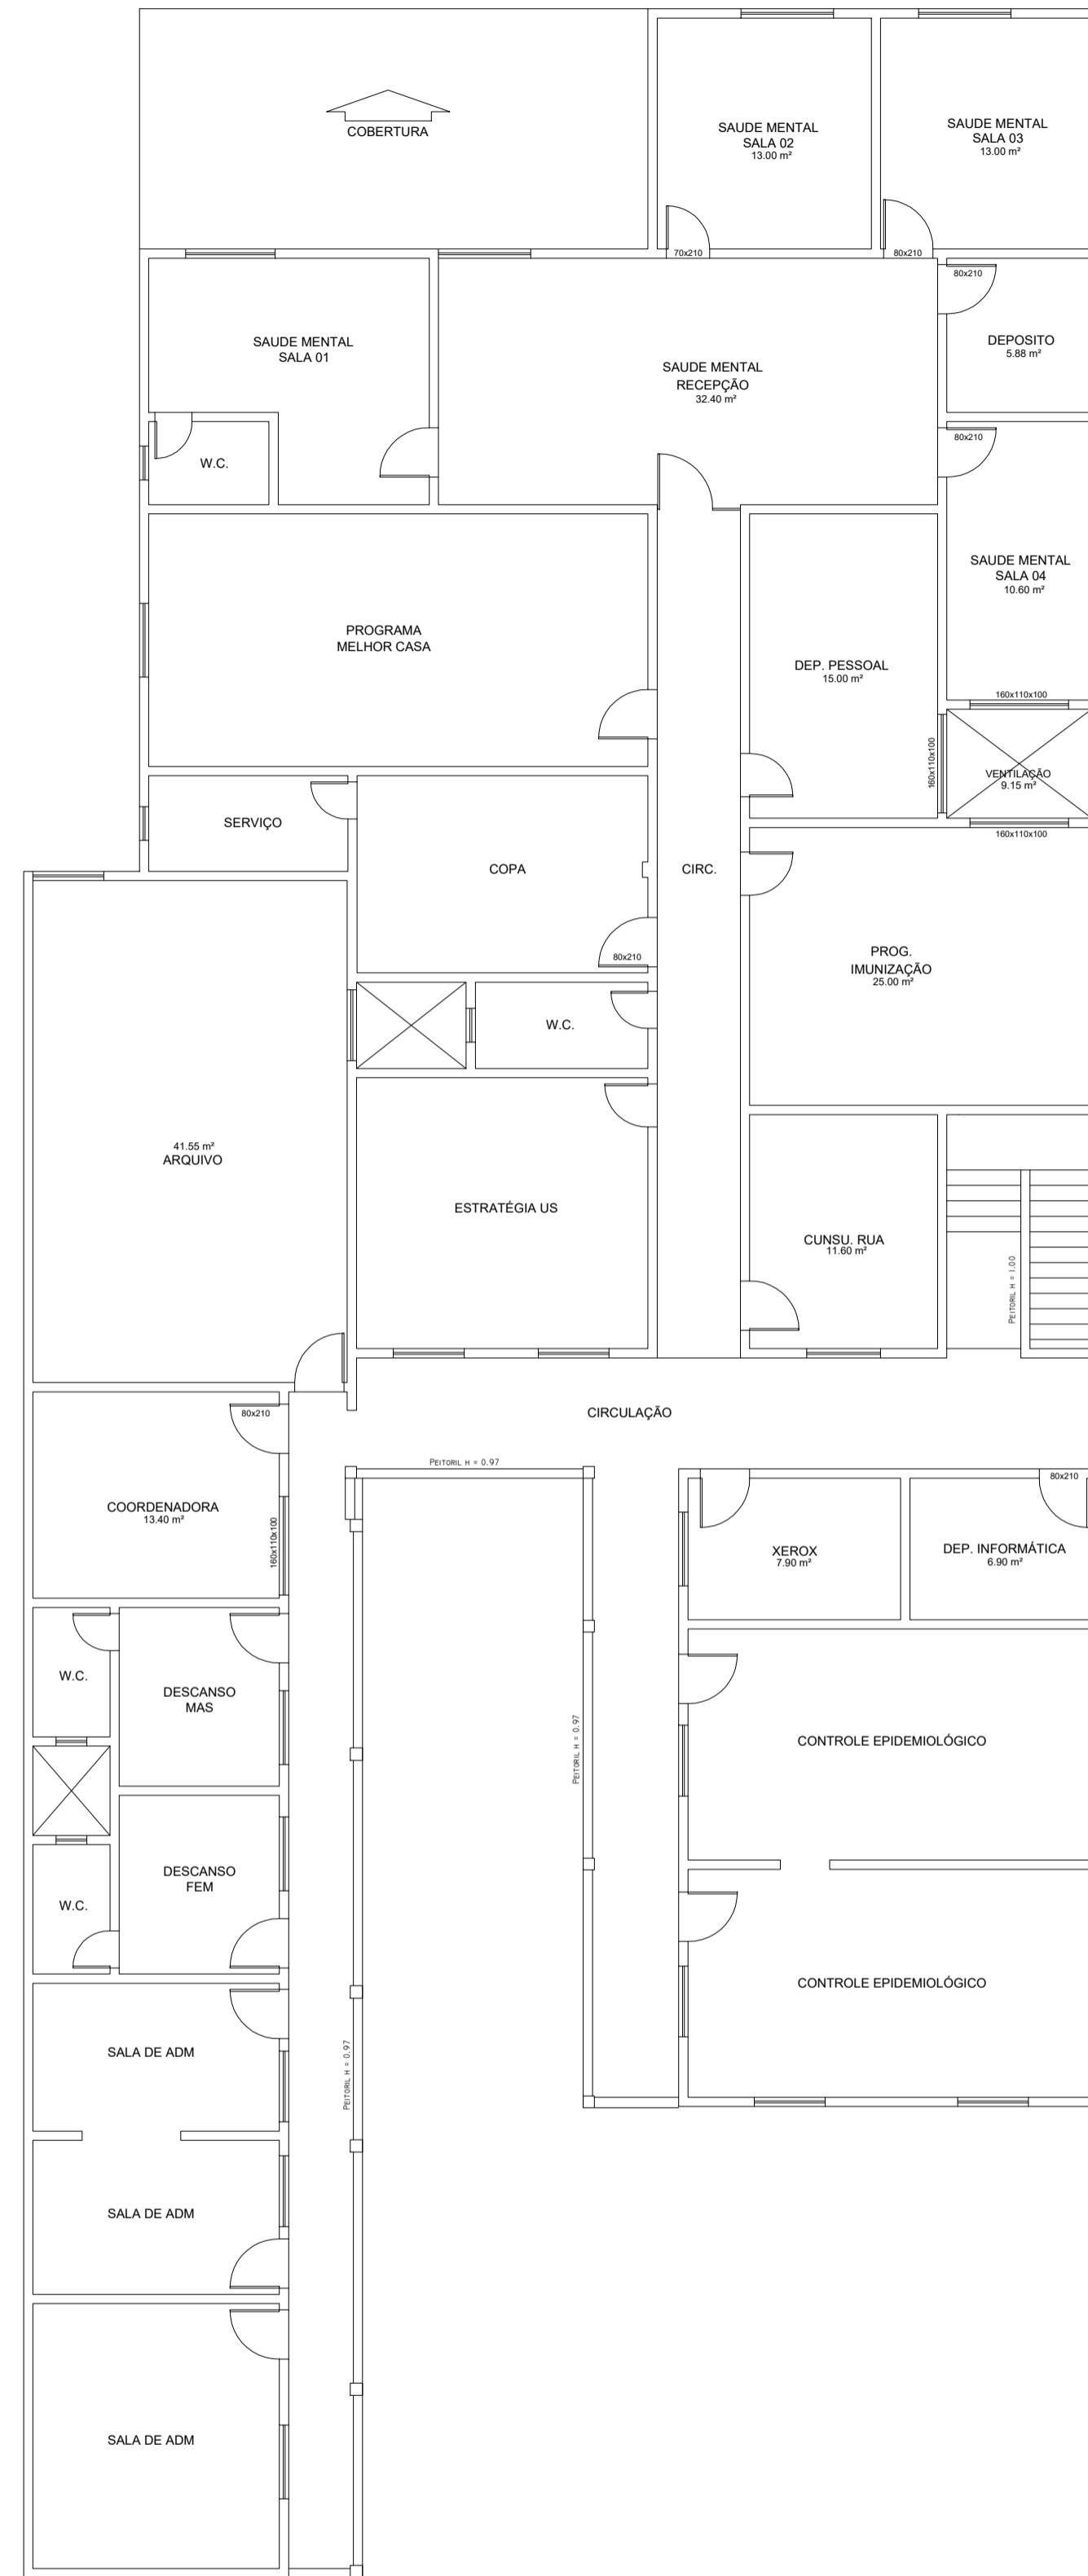 COBERTURA
SAUDE MENTAL
SALA 02
13.00 m²
SAUDE MENTAL
SALA 03
13.00 m²
70x210
80x210
80x210
SAUDE MENTAL
SALA 01
SAUDE MENTAL
RECEPÇÃO
32.40 m²
DEPOSITO
5.88 m²
80x210
W.C.
SAUDE MENTAL
SALA 04
10.60 m²
PROGRAMA
MELHOR CASA
DEP. PESSOAL
15.00 m²
160x110x100
160x110x100
VENTILAÇÃO
9.15 m²
160x110x100
SERVIÇO
COPA
CIRC.
80x210
PROG.
IMUNIZAÇÃO
25.00 m²
W.C.
41.55 m²
ARQUIVO
ESTRATÉGIA US
CUNSU. RUA
11.60 m²
PEITORIL H = 1.00
CIRCULAÇÃO
80x210
PEITORIL H = 0.97
80x210
COORDENADORA
13.40 m²
160x110x100
XEROX
7.90 m²
DEP. INFORMÁTICA
6.90 m²
W.C.
DESCANSO
MAS
PEITORIL H = 0.97
CONTROLE EPIDEMIOLÓGICO
DESCANSO
FEM
W.C.
CONTROLE EPIDEMIOLÓGICO
SALA DE ADM
PEITORIL H = 0.97
SALA DE ADM
SALA DE ADM